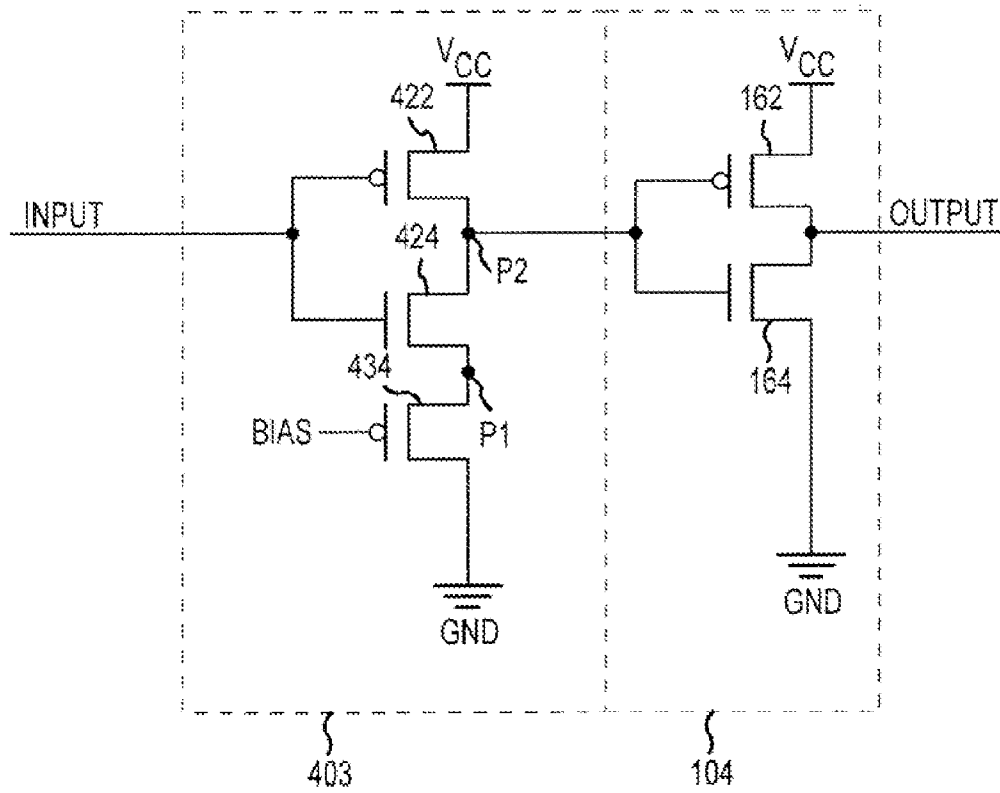 VCC
422
VCC
162
INPUT
424
P2
OUTPUT
434
164
BIAS
P1
GND
GND
403
104